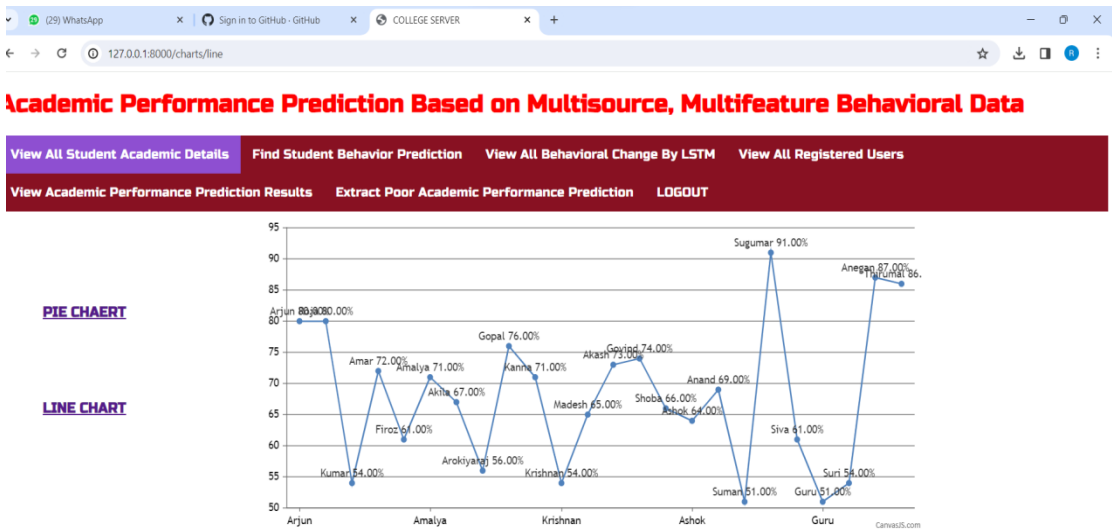 (29) WhatsApp
Sign in to GitHub · GitHub
COLLEGE SERVER
127.0.0.1:8000/charts/line
R
Academic Performance Prediction Based on Multisource, Multifeature Behavioral Data
View All Student Academic Details Find Student Behavior Prediction View All Behavioral Change By LSTM View All Registered Users
View Academic Performance Prediction Results Extract Poor Academic Performance Prediction LOGOUT
PIE CHAERT
LINE CHART
95
90
85
80
75
70
65
60
55
50
Arjun 80.00%
80.00%
Kumar 54.00%
Amar 72.00%
Firoz 61.00%
Amalya 71.00%
Akila 67.00%
Arokiyaraj 56.00%
Gopal 76.00%
Kanna 71.00%
Krishnan 54.00%
Madesh 65.00%
Akash 73.00%
Govind 74.00%
Shoba 66.00%
Ashok 64.00%
Anand 69.00%
Suman 51.00%
Sugumar 91.00%
Siva 61.00%
Guru 51.00%
Suri 54.00%
Anegan 87.00%
Thirumal 86.
Arjun Amalya Krishnan Ashok Guru
CanvasJS.com